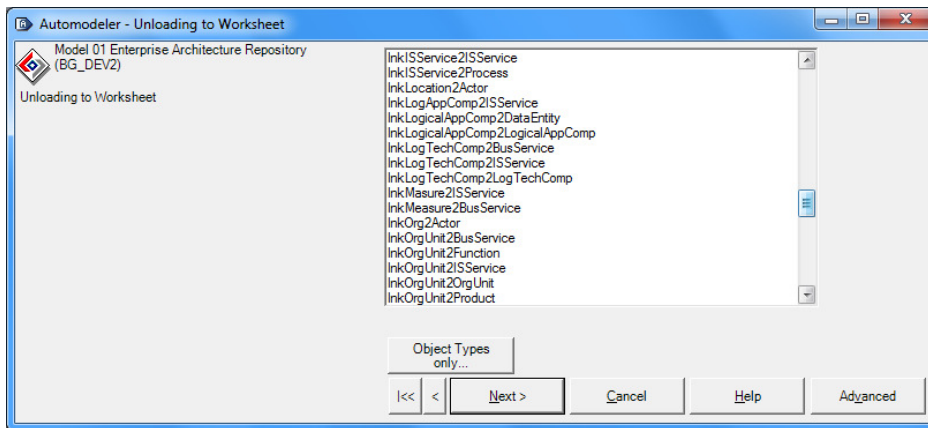 Automodeler - Unloading to Worksheet
Model 01 Enterprise Architecture Repository
(BG_DEV2)
Unloading to Worksheet
lnkISService2ISService
lnkISService2Process
lnkLocation2Actor
lnkLogAppComp2ISService
lnkLogicalAppComp2DataEntity
lnkLogicalAppComp2LogicalAppComp
lnkLogTechComp2BusService
lnkLogTechComp2ISService
lnkLogTechComp2LogTechComp
lnkMasure2ISService
lnkMeasure2BusService
lnkOrg2Actor
lnkOrgUnit2BusService
lnkOrgUnit2Function
lnkOrgUnit2ISService
lnkOrgUnit2OrgUnit
lnkOrgUnit2Product
Object Types
only...
|<< < Next > Cancel Help Advanced